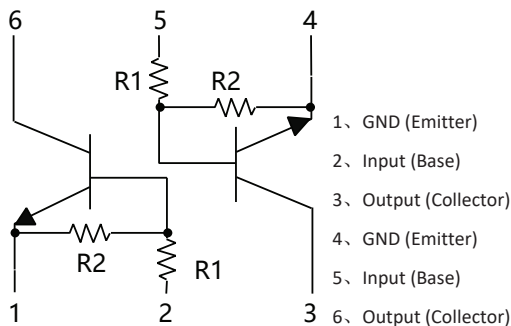 6 5 4
R1 R2
1、GND (Emitter)
2、Input (Base)
3、Output (Collector)
4、GND (Emitter)
5、Input (Base)
6、Output (Collector)
R2 R1
1 2 3